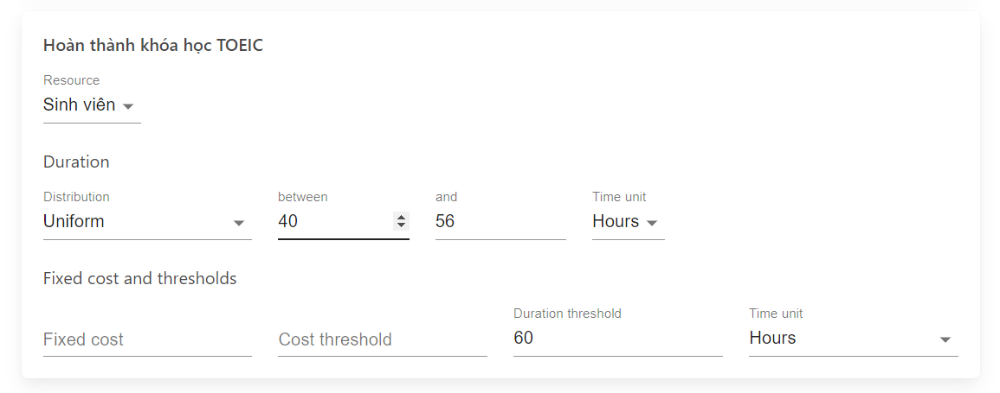 Hoàn thành khóa học TOEIC
Resource
Sinh viên
Duration
Distribution between and Time unit
Uniform 40 56 Hours
Fixed cost and thresholds
Duration threshold Time unit
Fixed cost Cost threshold 60 Hours